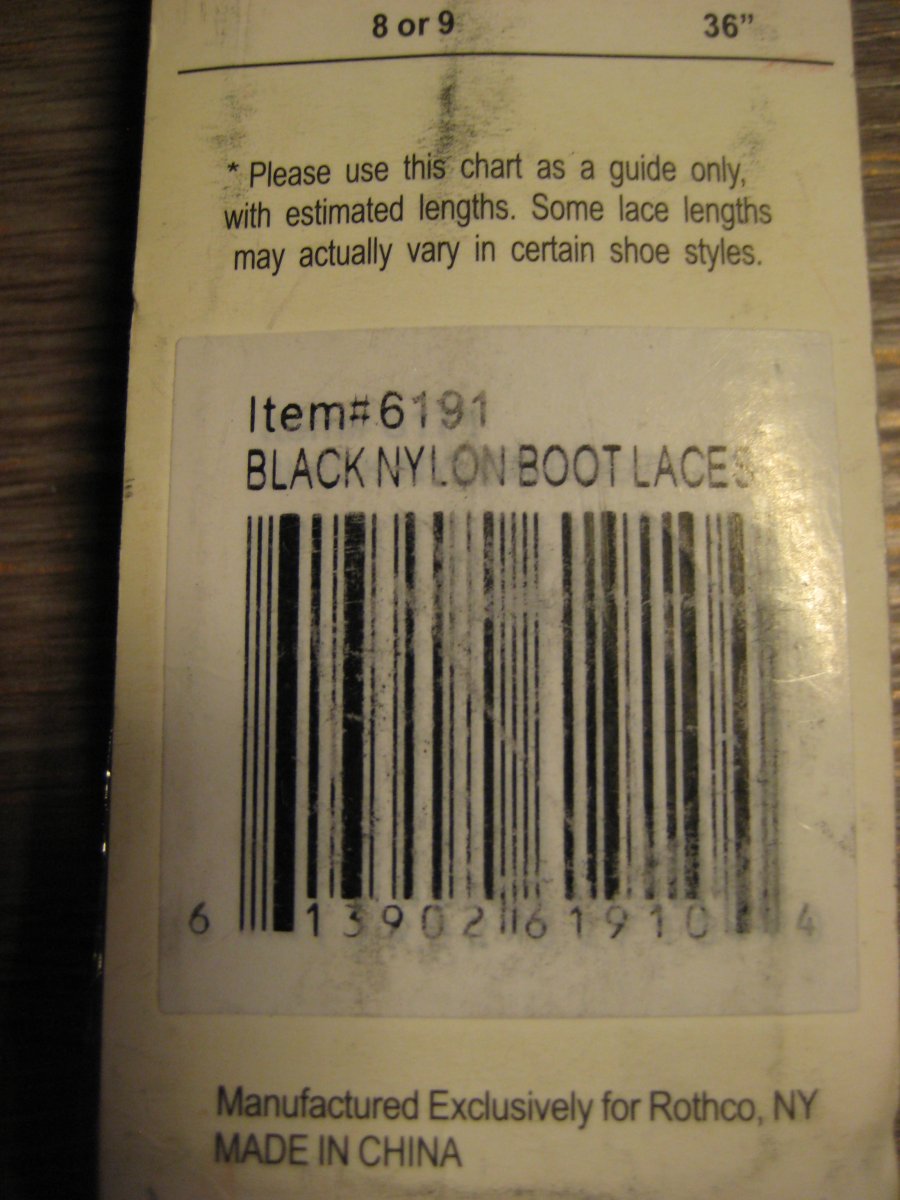 8 or 9 36”
* Please use this chart as a guide only,
with estimated lengths. Some lace lengths
may actually vary in certain shoe styles.
Item#6191
BLACK NYLON BOOT LACES
6 13902 61910 4
Manufactured Exclusively for Rothco, NY
MADE IN CHINA